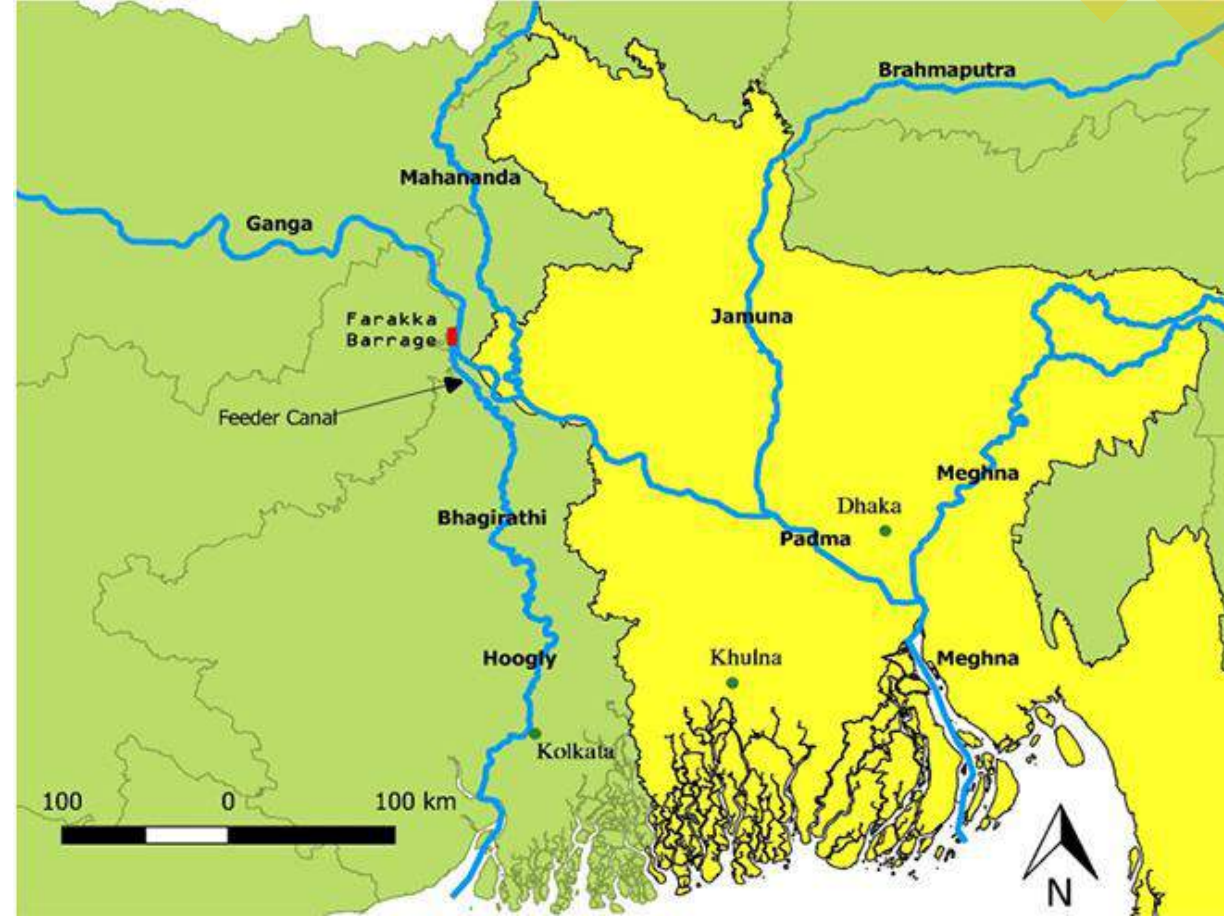 Brahmaputra
Mahananda
Ganga
Farakka
Barrage
Jamuna
Feeder Canal
Meghna
Dhaka
Bhagirathi
Padma
Hoogly
Khulna
Meghna
Kolkata
100 0 100 km
N